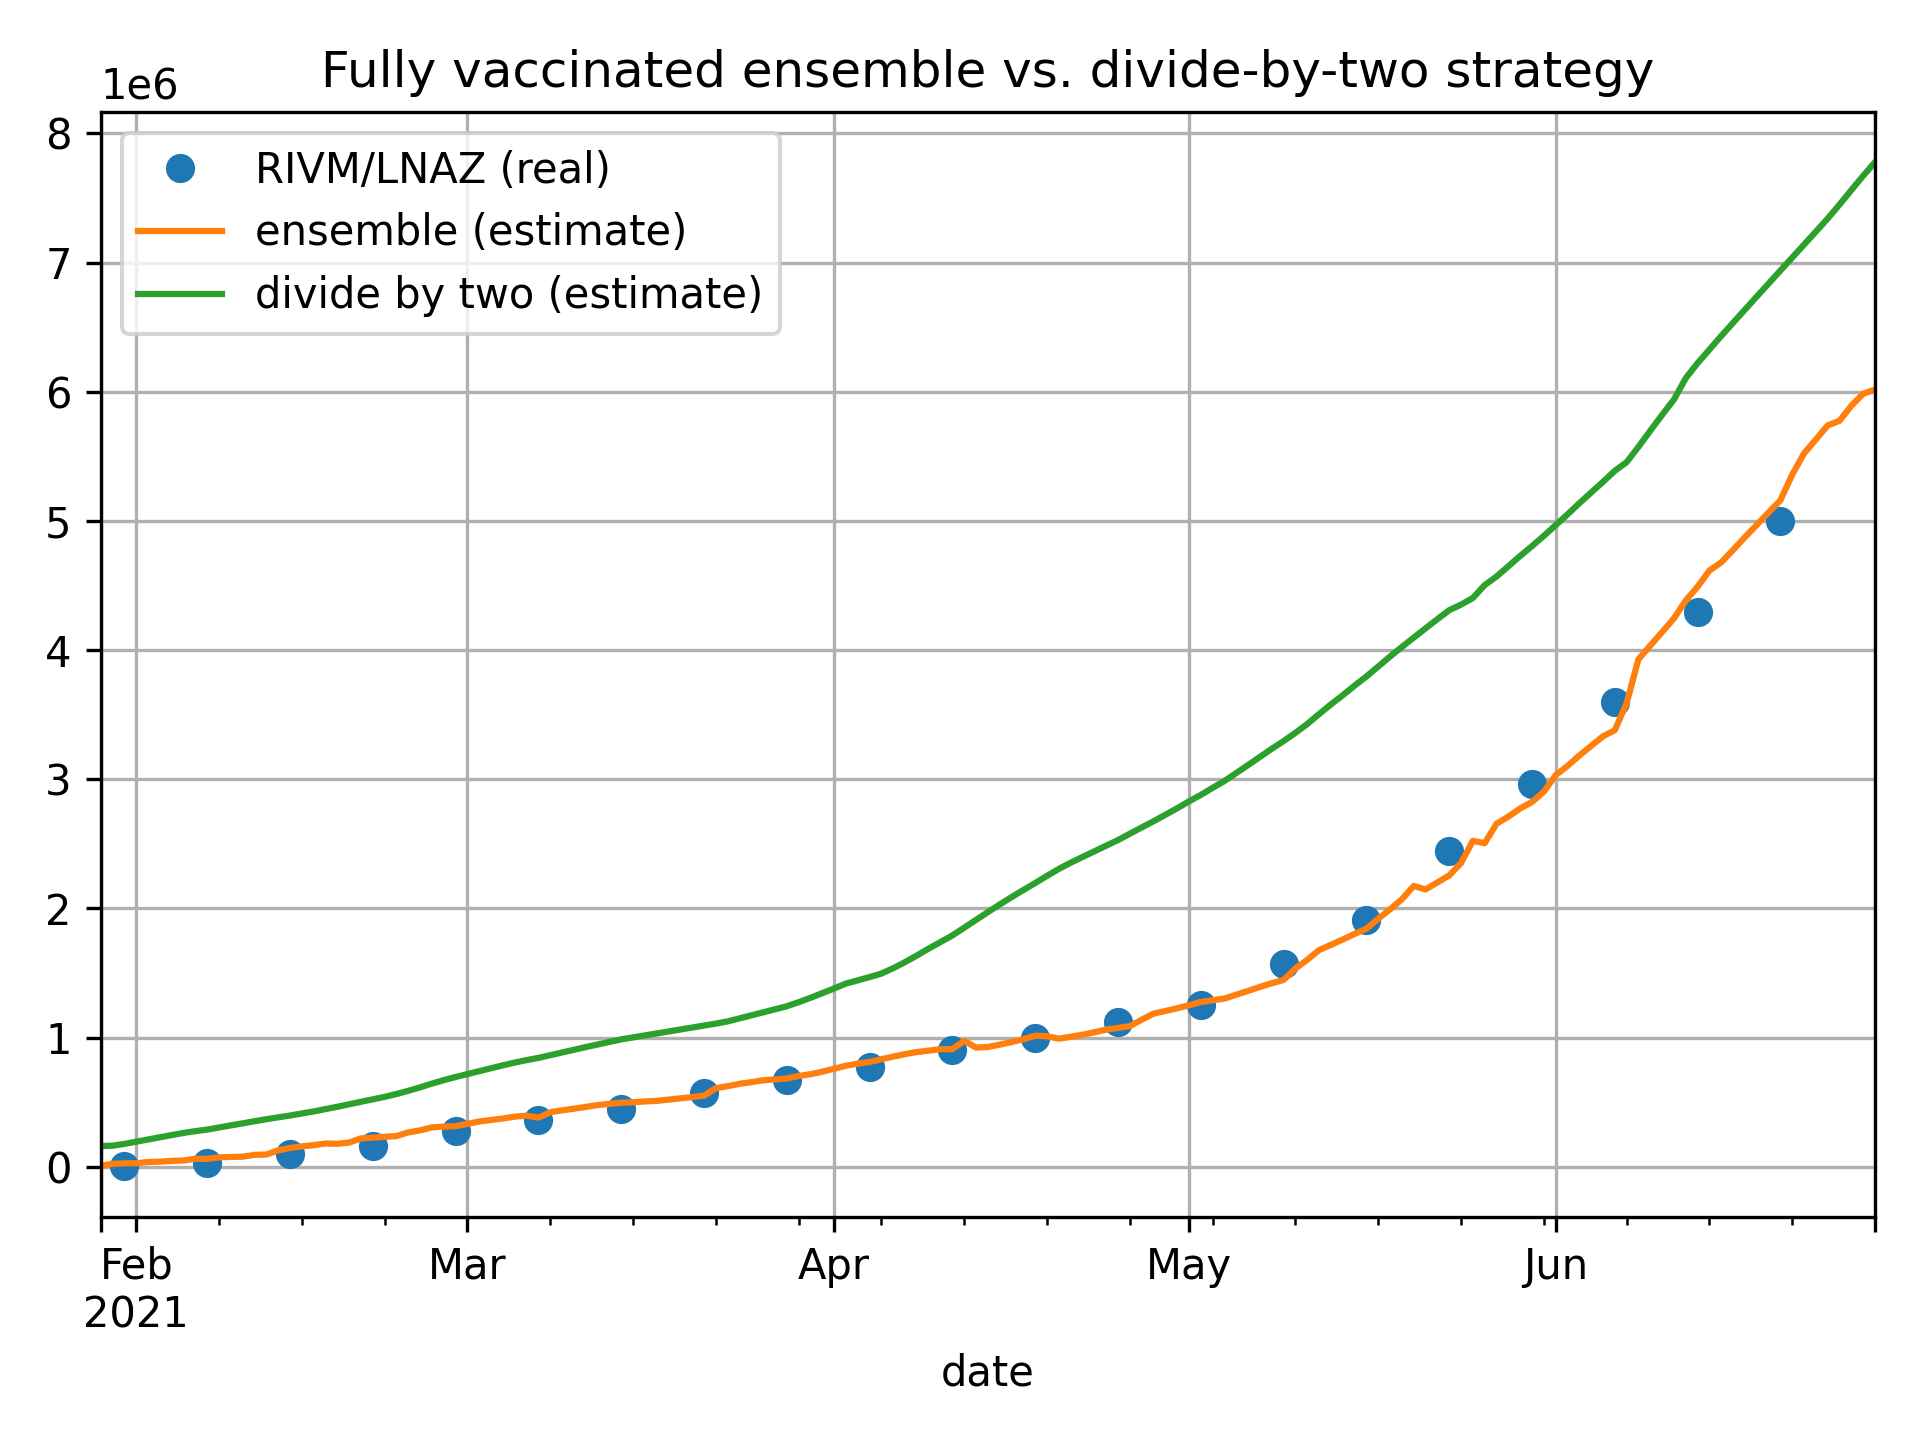 Fully vaccinated ensemble vs. divide-by-two strategy
1e6
8
7
6
5
4
3
2
1
0
RIVM/LNAZ (real)
ensemble (estimate)
divide by two (estimate)
Feb Mar Apr May Jun
2021
date